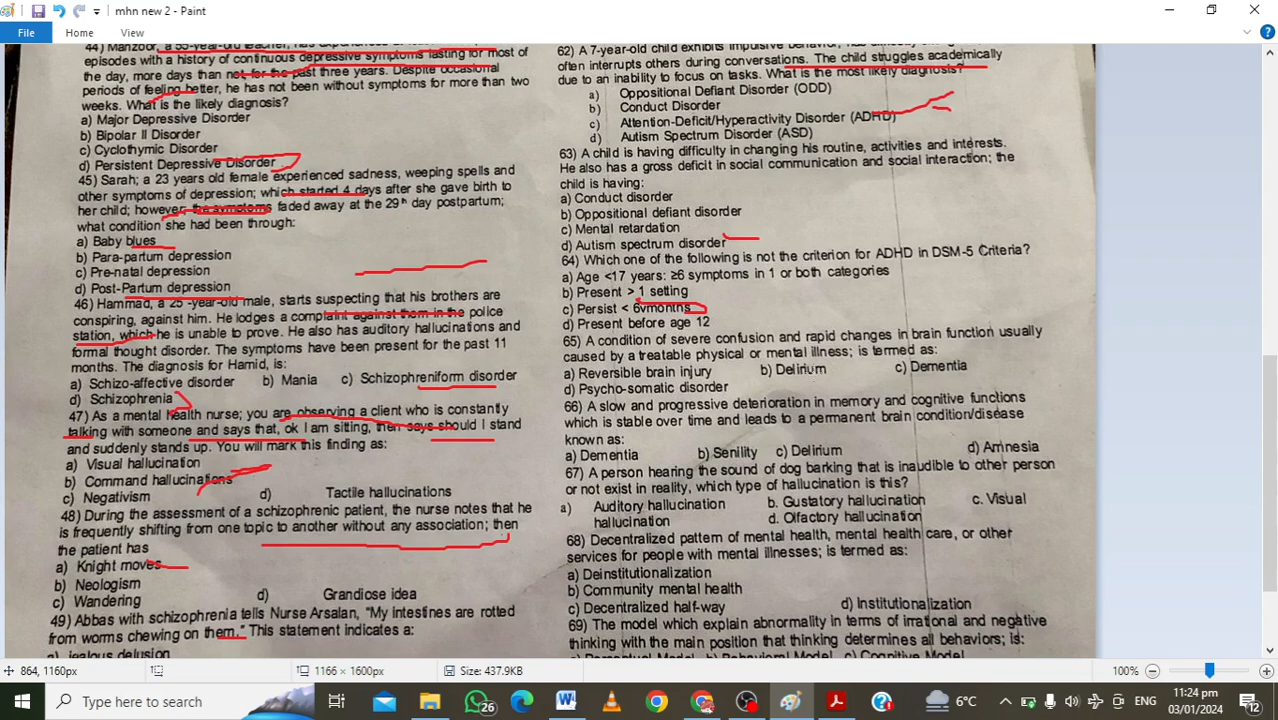 mhn new 2 - Paint
File
Home
View
44) Manzoor, a 55-year-old teacher, has
episodes with a history of continuous depressive symptoms lasting for most of
the day, more days than not, for the past three years. Despite occasional
periods of feeling better, he has not been without symptoms for more than two
weeks. What is the likely diagnosis?
a) Major Depressive Disorder
b) Bipolar II Disorder
c) Cyclothymic Disorder
d) Persistent Depressive Disorder
45) Sarah; a 23 years old female experienced sadness, weeping spells and
other symptoms of depression; which started 4 days after she gave birth to
her child; however, the symptoms faded away at the 29th day postpartum;
what condition she had been through:
a) Baby blues
b) Para-partum depression
c) Pre-natal depression
d) Post-Partum depression
46) Hammad, a 25 -year-old male, starts suspecting that his brothers are
conspiring, against him. He lodges a complaint against them in the police
station, which he is unable to prove. He also has auditory hallucinations and
formal thought disorder. The symptoms have been present for the past 11
months. The diagnosis for Hamid, is:
a) Schizo-affective disorder b) Mania c) Schizophreniform disorder
d) Schizophrenia
47) As a mental health nurse; you are observing a client who is constantly
talking with someone and says that, ok I am sitting, then says should I stand
and suddenly stands up. You will mark this finding as:
a) Visual hallucination
b) Command hallucinations
c) Negativism d) Tactile hallucinations
48) During the assessment of a schizophrenic patient, the nurse notes that he
is frequently shifting from one topic to another without any association; then
the patient has
a) Knight moves
b) Neologism
c) Wandering d) Grandiose idea
49) Abbas with schizophrenia tells Nurse Arsalan, "My intestines are rotted
from worms chewing on them." This statement indicates a:
a) jealous delusion
62) A 7-year-old child exhibits impulsive behavior,
often interrupts others during conversations. The child struggles academically
due to an inability to focus on tasks. What is the most likely diagnosis?
a) Oppositional Defiant Disorder (ODD)
b) Conduct Disorder
c) Attention-Deficit/Hyperactivity Disorder (ADHD)
d) Autism Spectrum Disorder (ASD)
63) A child is having difficulty in changing his routine, activities and interests.
He also has a gross deficit in social communication and social interaction; the
child is having:
a) Conduct disorder
b) Oppositional defiant disorder
c) Mental retardation
d) Autism spectrum disorder
64) Which one of the following is not the criterion for ADHD in DSM-5 Criteria?
a) Age <17 years: ≥6 symptoms in 1 or both categories
b) Present > 1 setting
c) Persist < 6vmonths
d) Present before age 12
65) A condition of severe confusion and rapid changes in brain function usually
caused by a treatable physical or mental illness; is termed as:
a) Reversible brain injury b) Delirium c) Dementia
d) Psycho-somatic disorder
66) A slow and progressive deterioration in memory and cognitive functions
which is stable over time and leads to a permanent brain condition/disease
known as:
a) Dementia b) Senility c) Delirium d) Amnesia
67) A person hearing the sound of dog barking that is inaudible to other person
or not exist in reality, which type of hallucination is this?
a) Auditory hallucination b. Gustatory hallucination c. Visual
hallucination d. Olfactory hallucination
68) Decentralized pattern of mental health, mental health care, or other
services for people with mental illnesses; is termed as:
a) Deinstitutionalization
b) Community mental health
c) Decentralized half-way d) Institutionalization
69) The model which explain abnormality in terms of irrational and negative
thinking with the main position that thinking determines all behaviors; is:
a) Perceptual Model b) Behavioral Model c) Cognitive Model
864, 1160px
1166 × 1600px
Size: 437.9KB
100%
Type here to search
26
6°C
ENG
11:24 pm
03/01/2024
12